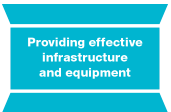 Providing effective
infrastructure
and equipment